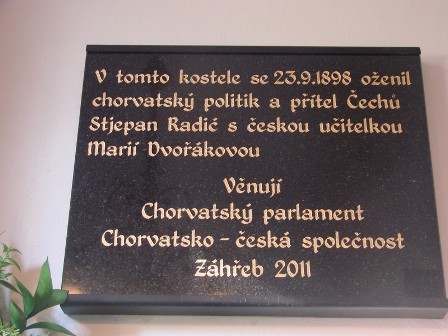 V tomto kostele se 23.9.1898 oženil
chorvatský politik a přítel Čechů
Stjepan Radić s českou učitelkou
Marií Dvořákovou
Věnují
Chorvatský parlament
Chorvatsko - česká společnost
Záhřeb 2011